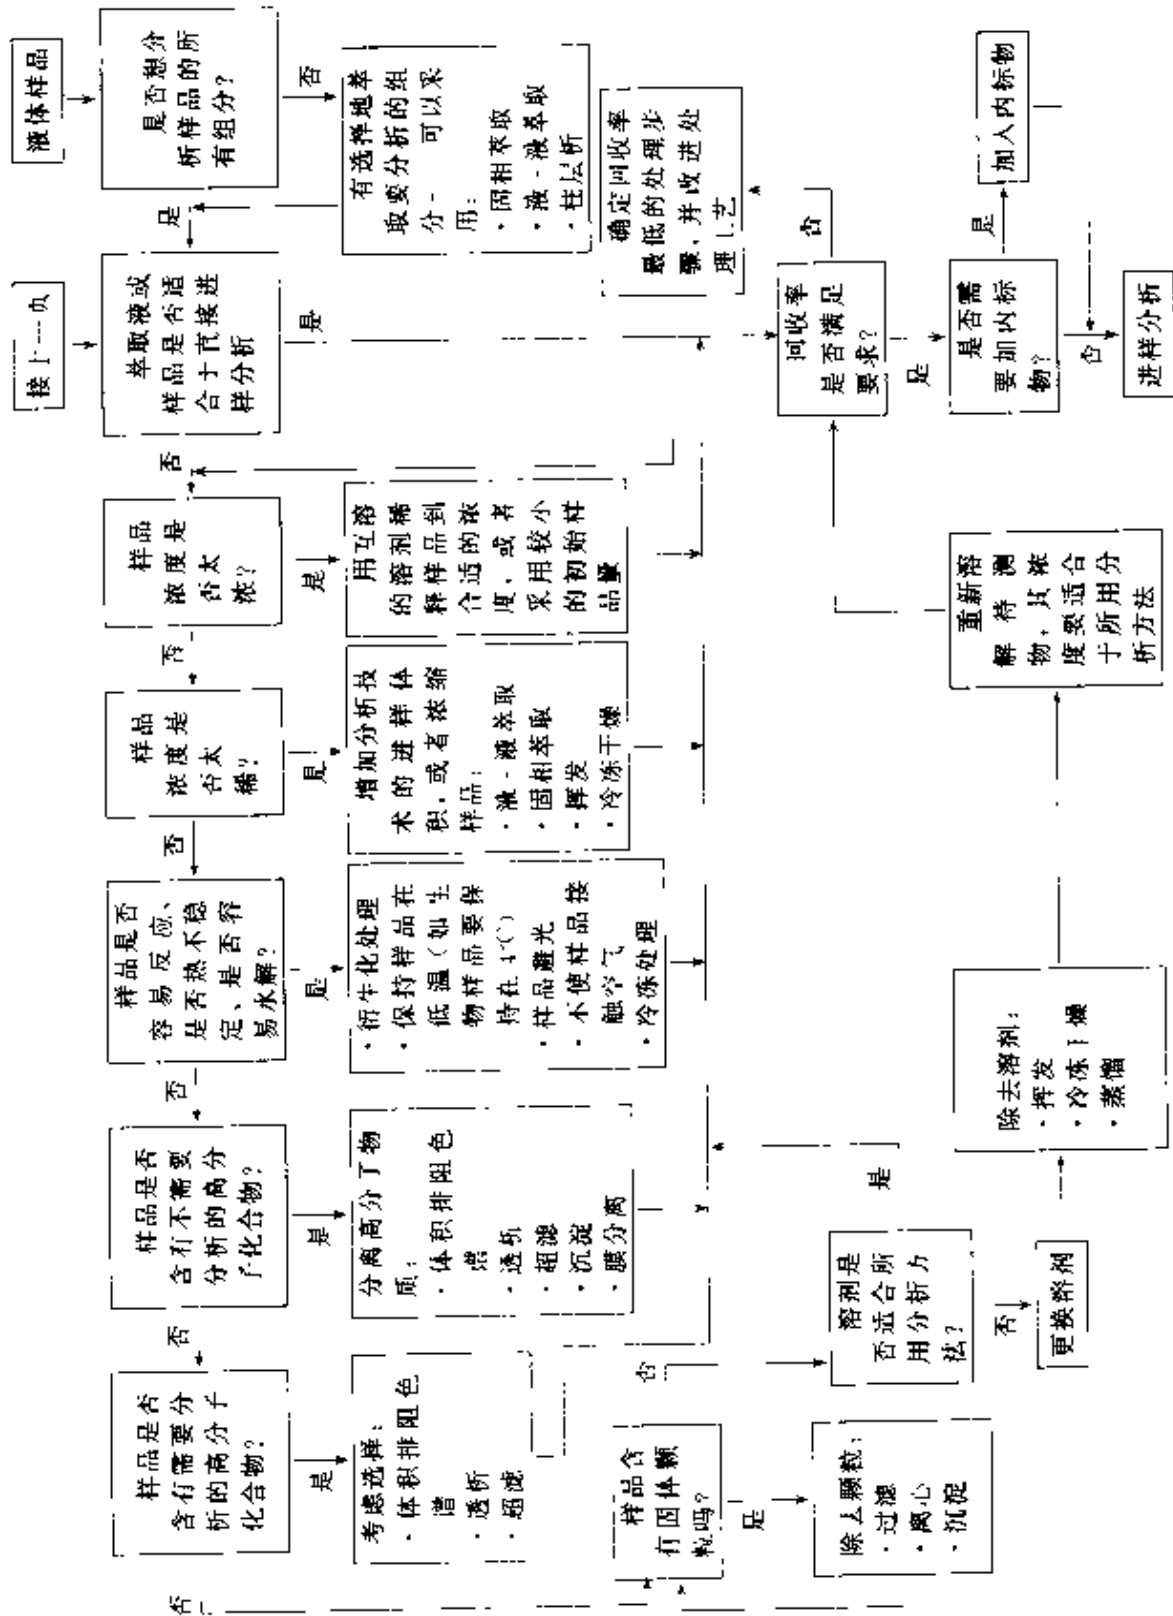 液体样品
是否想分
析样品的所
有组分？
否
是
有选择地萃
取要分析的组
分- 可以采
用：
· 固相萃取
· 液-液萃取
· 柱层析
接上一页
萃取液或
样品是否适
合于直接进
样分析
是
否
样品
浓度是
否太
浓？
是
否
用互溶
的溶剂稀
释样品到
合适的浓
度，或者
采用较小
的初始样
品量
样品
浓度是
否太
稀？
是
否
增加分析技
术的进样体
积，或者浓缩
样品：
· 液-液萃取
· 固相萃取
· 挥发
· 冷冻干燥
样品是否
容易反应、
是否热不稳
定、是否容
易水解？
是
否
· 衍生化处理
· 保持样品在
低温（如生
物样品要保
· 样品避光
· 不使样品接
触空气
· 冷冻处理
样品是否
含有不需要
分析的高分
子化合物？
是
否
分离高分子物
质：
· 体积排阻色
谱
· 透析
· 超滤
· 沉淀
· 膜分离
样品是否
含有需要分
析的高分子
化合物？
是
否
考虑选择：
· 体积排阻色
谱
· 透析
· 超滤
样品含
有固体颗
粒吗？
是
否
除去颗粒：
· 过滤
· 离心
· 沉淀
溶剂是
否适合所
用分析方
法？
是
否
更换溶剂
除去溶剂：
· 挥发
· 冷冻干燥
· 蒸馏
重新溶
解待测
物，其浓
度要适合
于所用分
析方法
回收率
是否满足
要求？
否
是
确定回收率
最低的处理步
骤，并改进处
理工艺
是否需
要加内标
物？
是
否
加入内标物
进样分析